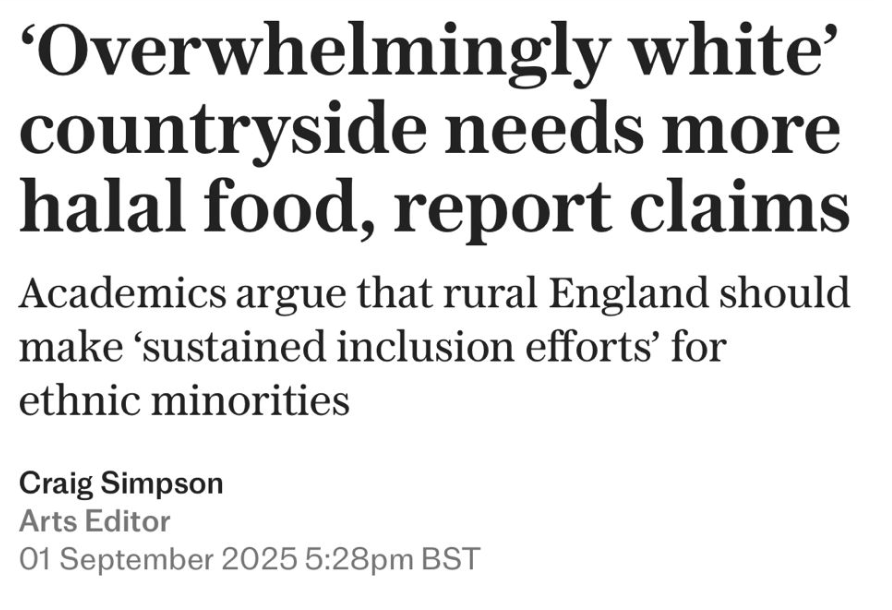 ‘Overwhelmingly white’
countryside needs more
halal food, report claims
Academics argue that rural England should
make ‘sustained inclusion efforts’ for
ethnic minorities
Craig Simpson
Arts Editor
01 September 2025 5:28pm BST